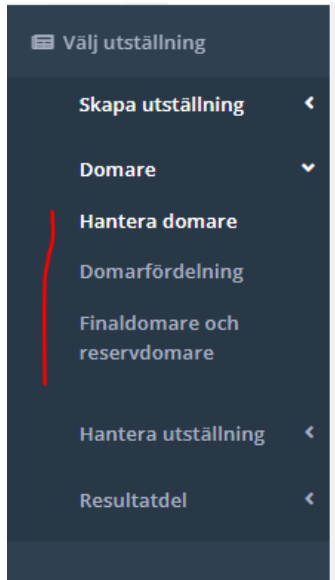 Välj utställning
Skapa utställning
Domare
Hantera domare
Domarfördelning
Finaldomare och
reservdomare
Hantera utställning
Resultatdel